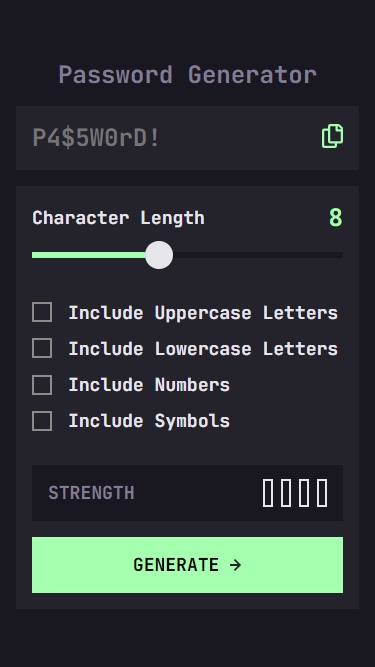 Password Generator
P4$5W0rD!
Character Length 8
Include Uppercase Letters
Include Lowercase Letters
Include Numbers
Include Symbols
STRENGTH
GENERATE →